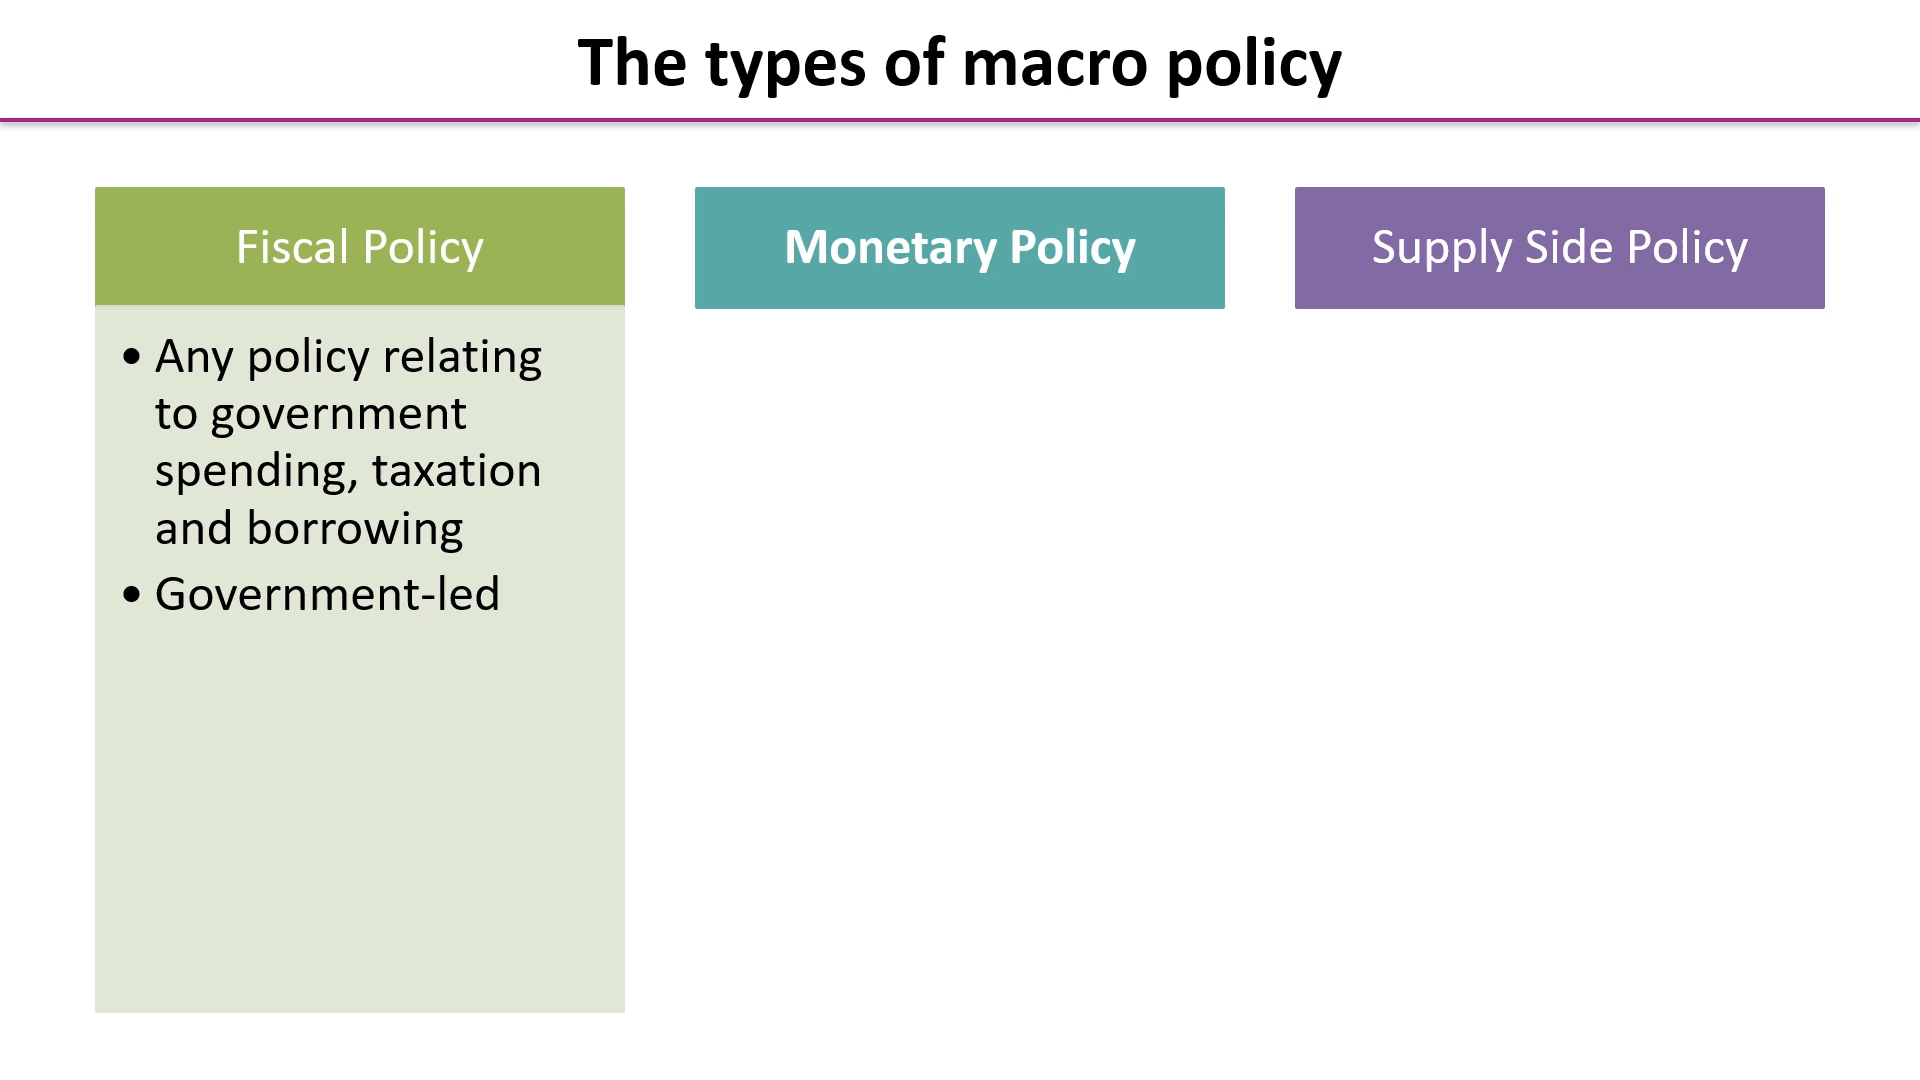 The types of macro policy
Fiscal Policy
• Any policy relating
to government
spending, taxation
and borrowing
• Government-led
Monetary Policy
Supply Side Policy